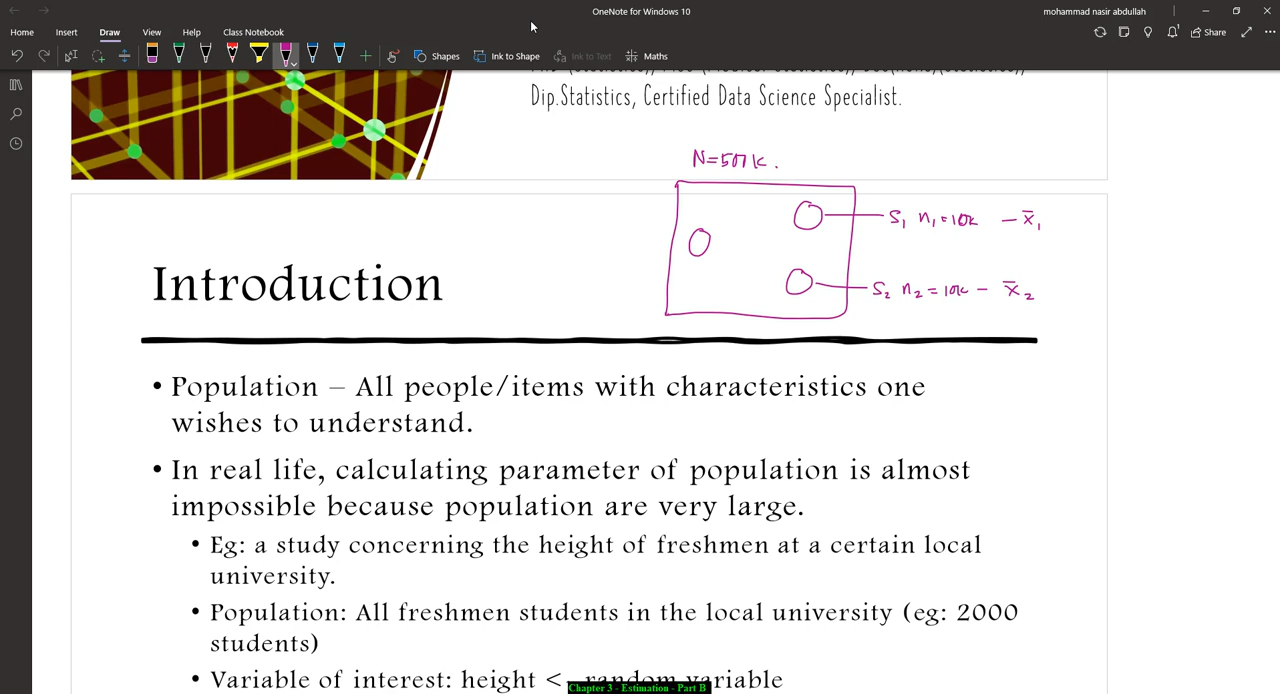 OneNote for Windows 10
mohammad nasir abdullah
Home Insert Draw View Help Class Notebook
Share
Shapes Ink to Shape Ink to Text Maths
Dip.Statistics, Certified Data Science Specialist.
N=500K.
S1 n1=10K – x̄1
Introduction
S2 n2=10K – x̄2
• Population – All people/items with characteristics one
wishes to understand.
• In real life, calculating parameter of population is almost
impossible because population are very large.
• Eg: a study concerning the height of freshmen at a certain local
university.
• Population: All freshmen students in the local university (eg: 2000
students)
• Variable of interest: height <– random variable
Chapter 3 - Estimation - Part B